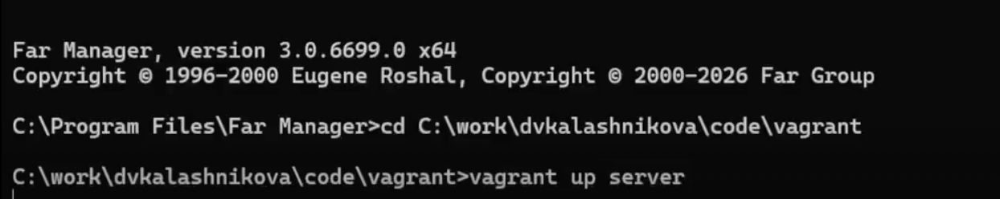 Far Manager, version 3.0.6699.0 x64
Copyright © 1996-2000 Eugene Roshal, Copyright © 2000-2026 Far Group
C:\Program Files\Far Manager>cd C:\work\dvkalashnikova\code\vagrant
C:\work\dvkalashnikova\code\vagrant>vagrant up server